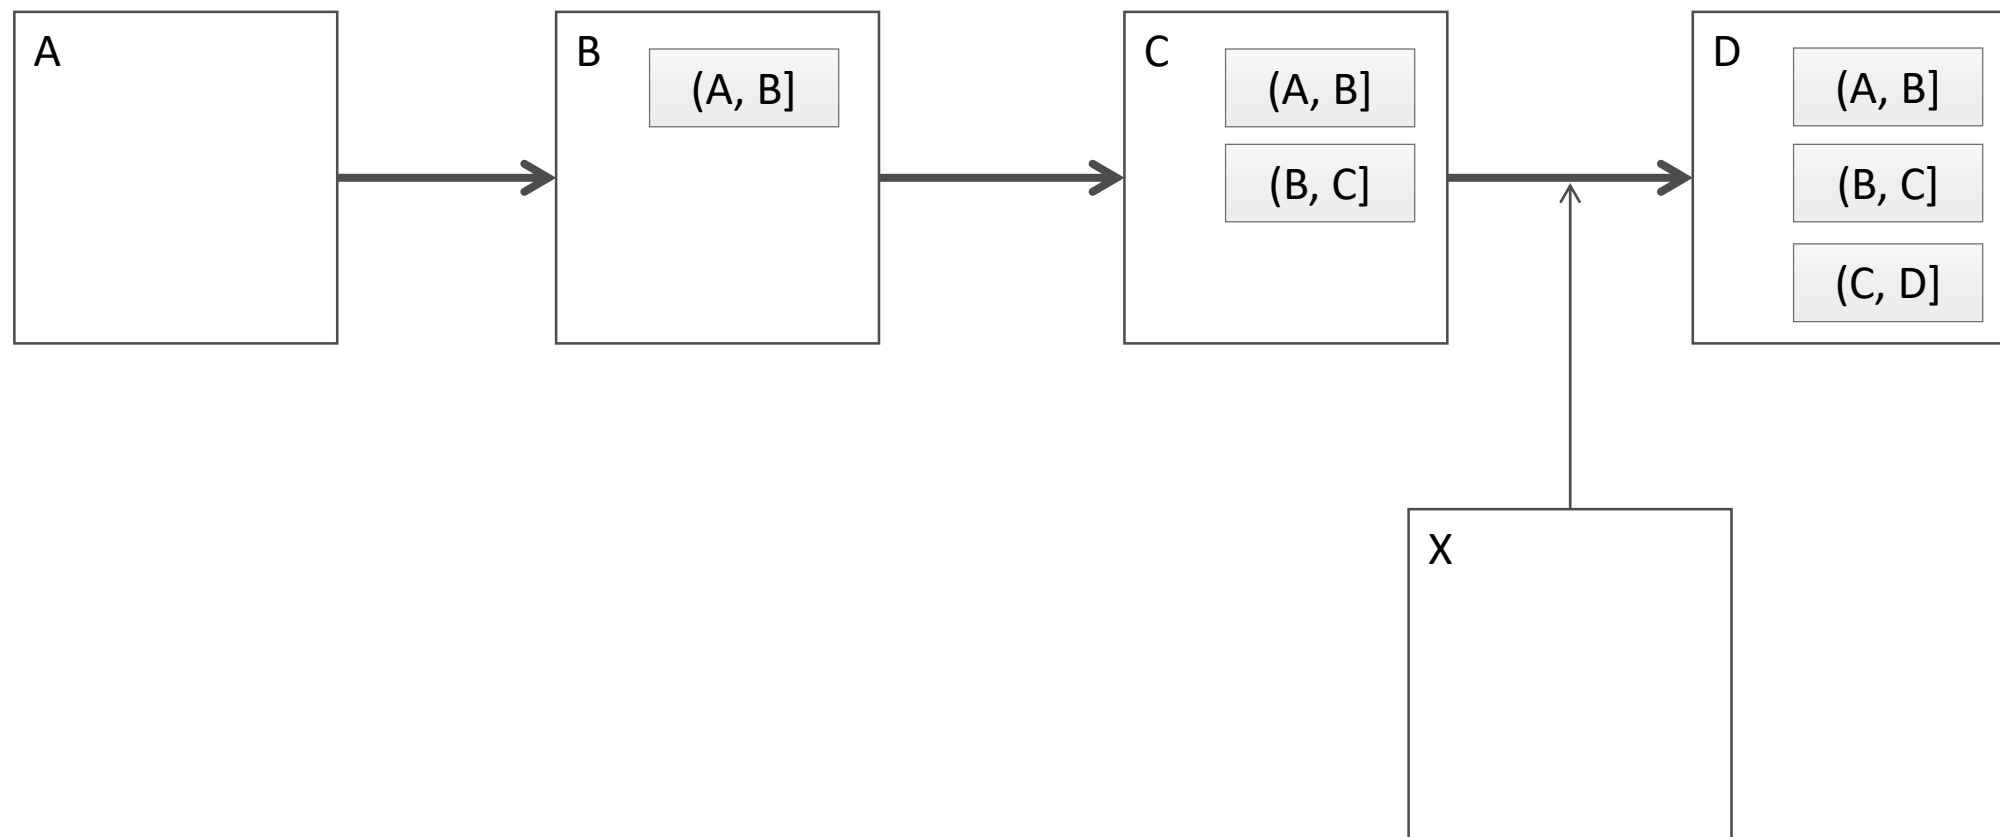 A
B
(A, B]
C
(A, B]
(B, C]
D
(A, B]
(B, C]
(C, D]
X